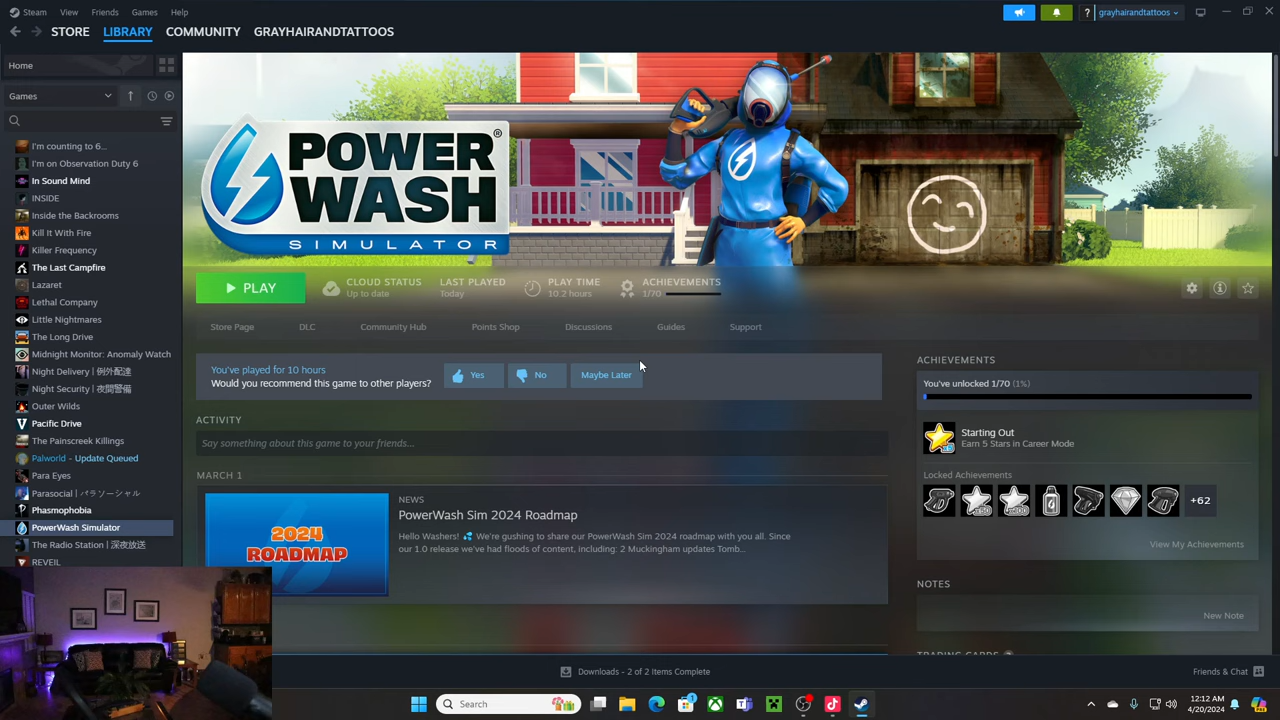 Steam View Friends Games Help
? grayhairandtattoos
STORE LIBRARY COMMUNITY GRAYHAIRANDTATTOOS
Home
Games
I'm counting to 6...
I'm on Observation Duty 6
In Sound Mind
INSIDE
Inside the Backrooms
Kill It With Fire
Killer Frequency
The Last Campfire
Lazaret
Lethal Company
Little Nightmares
The Long Drive
Midnight Monitor: Anomaly Watch
Night Delivery | 例外配達
Night Security | 夜間警備
Outer Wilds
Pacific Drive
The Painscreek Killings
Palworld - Update Queued
Para Eyes
Parasocial | パラソーシャル
Phasmophobia
PowerWash Simulator
The Radio Station | 深夜放送
REVEIL
POWER®
WASH
SIMULATOR
PLAY
CLOUD STATUS
Up to date
LAST PLAYED
Today
PLAY TIME
10.2 hours
ACHIEVEMENTS
1/70
Store Page DLC Community Hub Points Shop Discussions Guides Support
You've played for 10 hours
Would you recommend this game to other players?
Yes No Maybe Later
ACTIVITY
Say something about this game to your friends...
MARCH 1
2024
ROADMAP
NEWS
PowerWash Sim 2024 Roadmap
Hello Washers! 💦 We're gushing to share our PowerWash Sim 2024 roadmap with you all. Since
our 1.0 release we've had floods of content, including: 2 Muckingham updates Tomb...
ACHIEVEMENTS
You've unlocked 1/70 (1%)
Starting Out
Earn 5 Stars in Career Mode
Locked Achievements
+62
View My Achievements
NOTES
New Note
Downloads - 2 of 2 Items Complete
Friends & Chat
Search
1
12:12 AM
4/20/2024